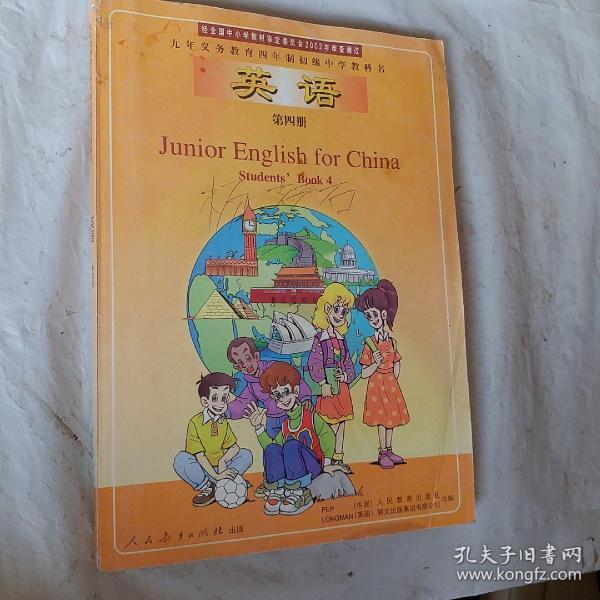 经全国中小学教材审定委员会2002年审查通过
九年义务教育四年制初级中学教科书
英语
第四册
Junior English for China
Students' Book 4
PEP (中国) 人民教育出版社
LONGMAN (英国) 朗文出版集团有限公司 合编
人民教育出版社 出版
孔夫子旧书网
www.kongfz.com